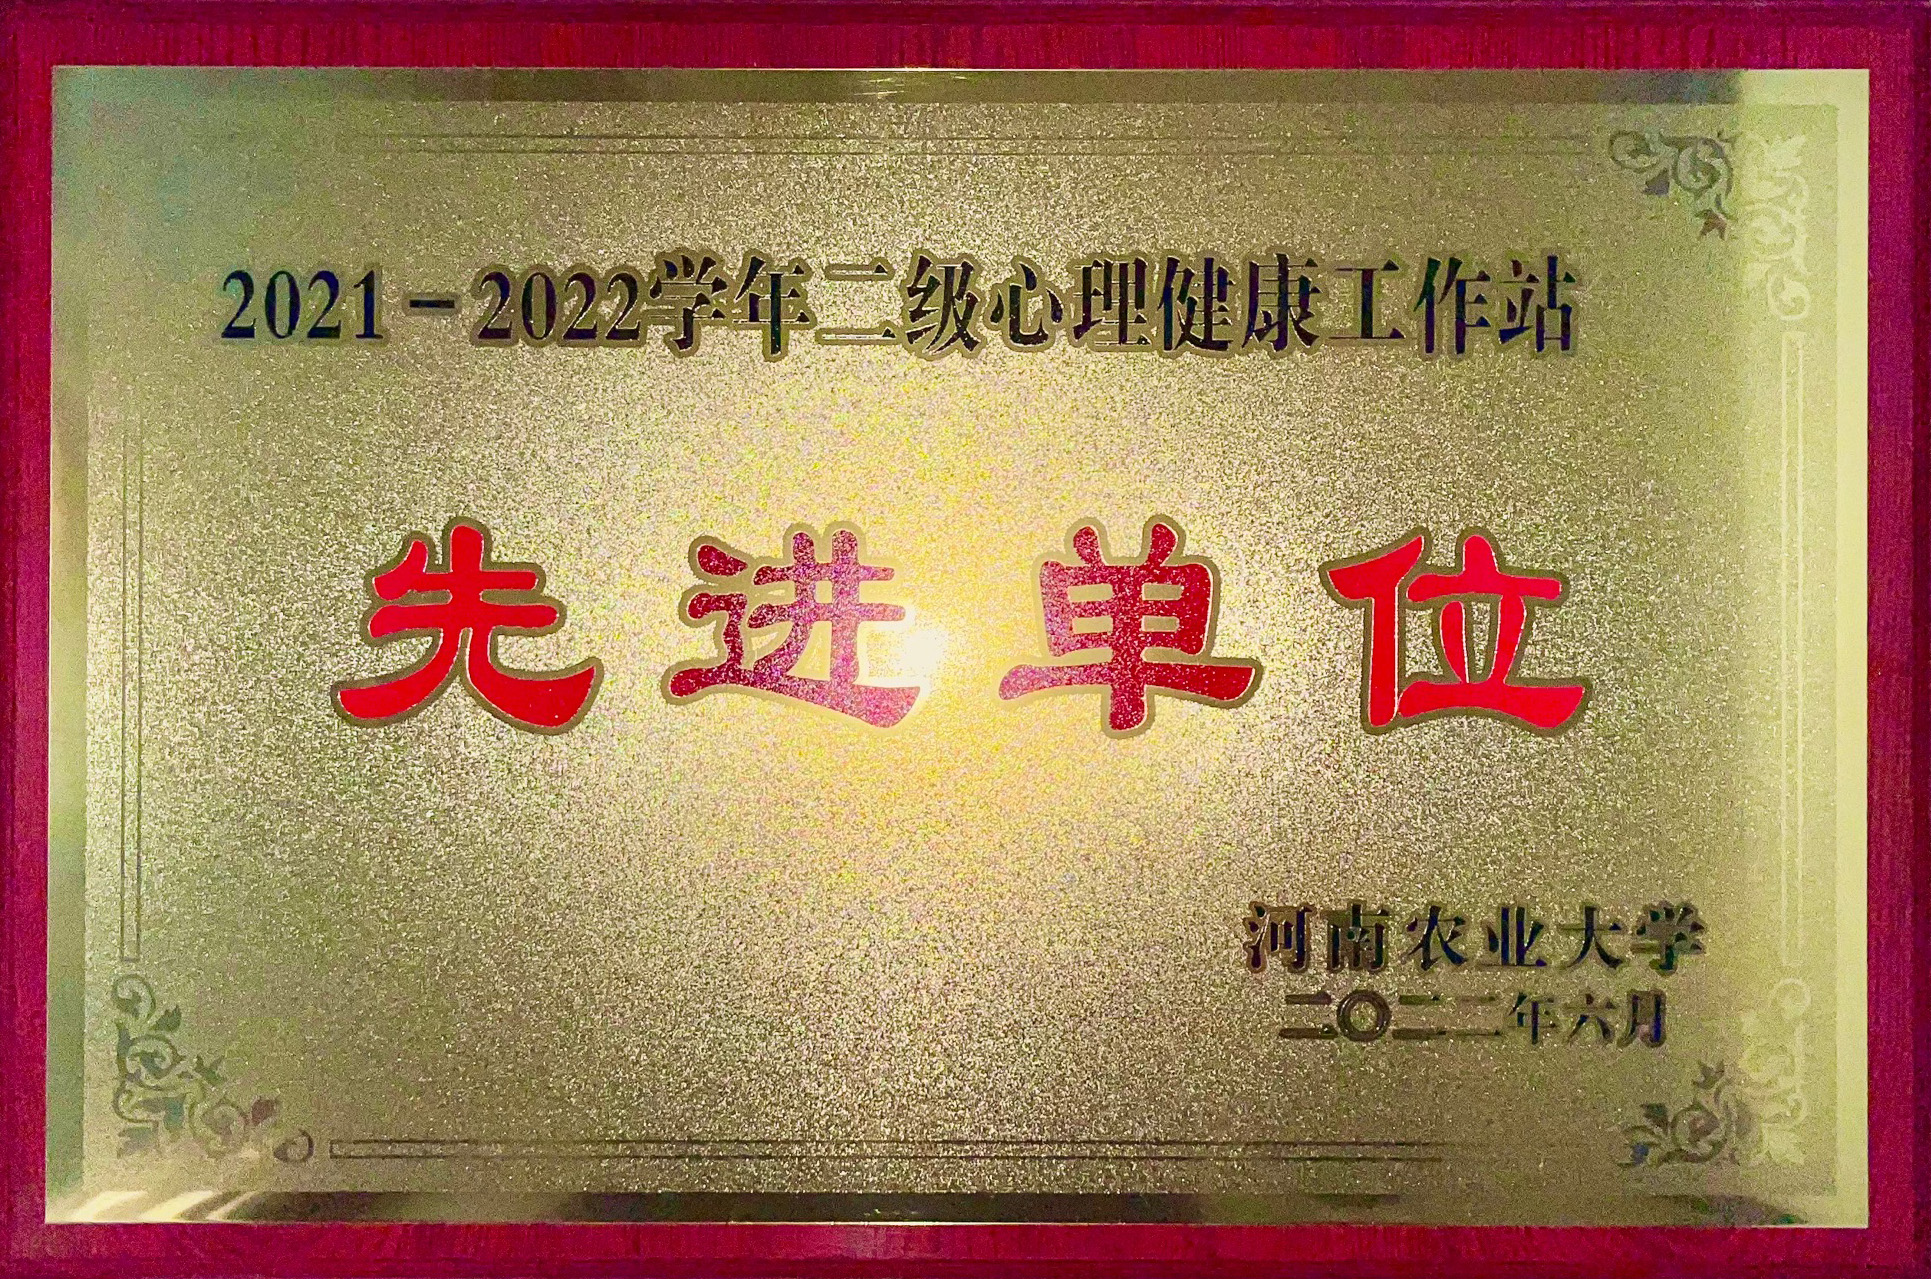 2021-2022学年二级心理健康工作站
先进单位
河南农业大学
二〇二二年六月